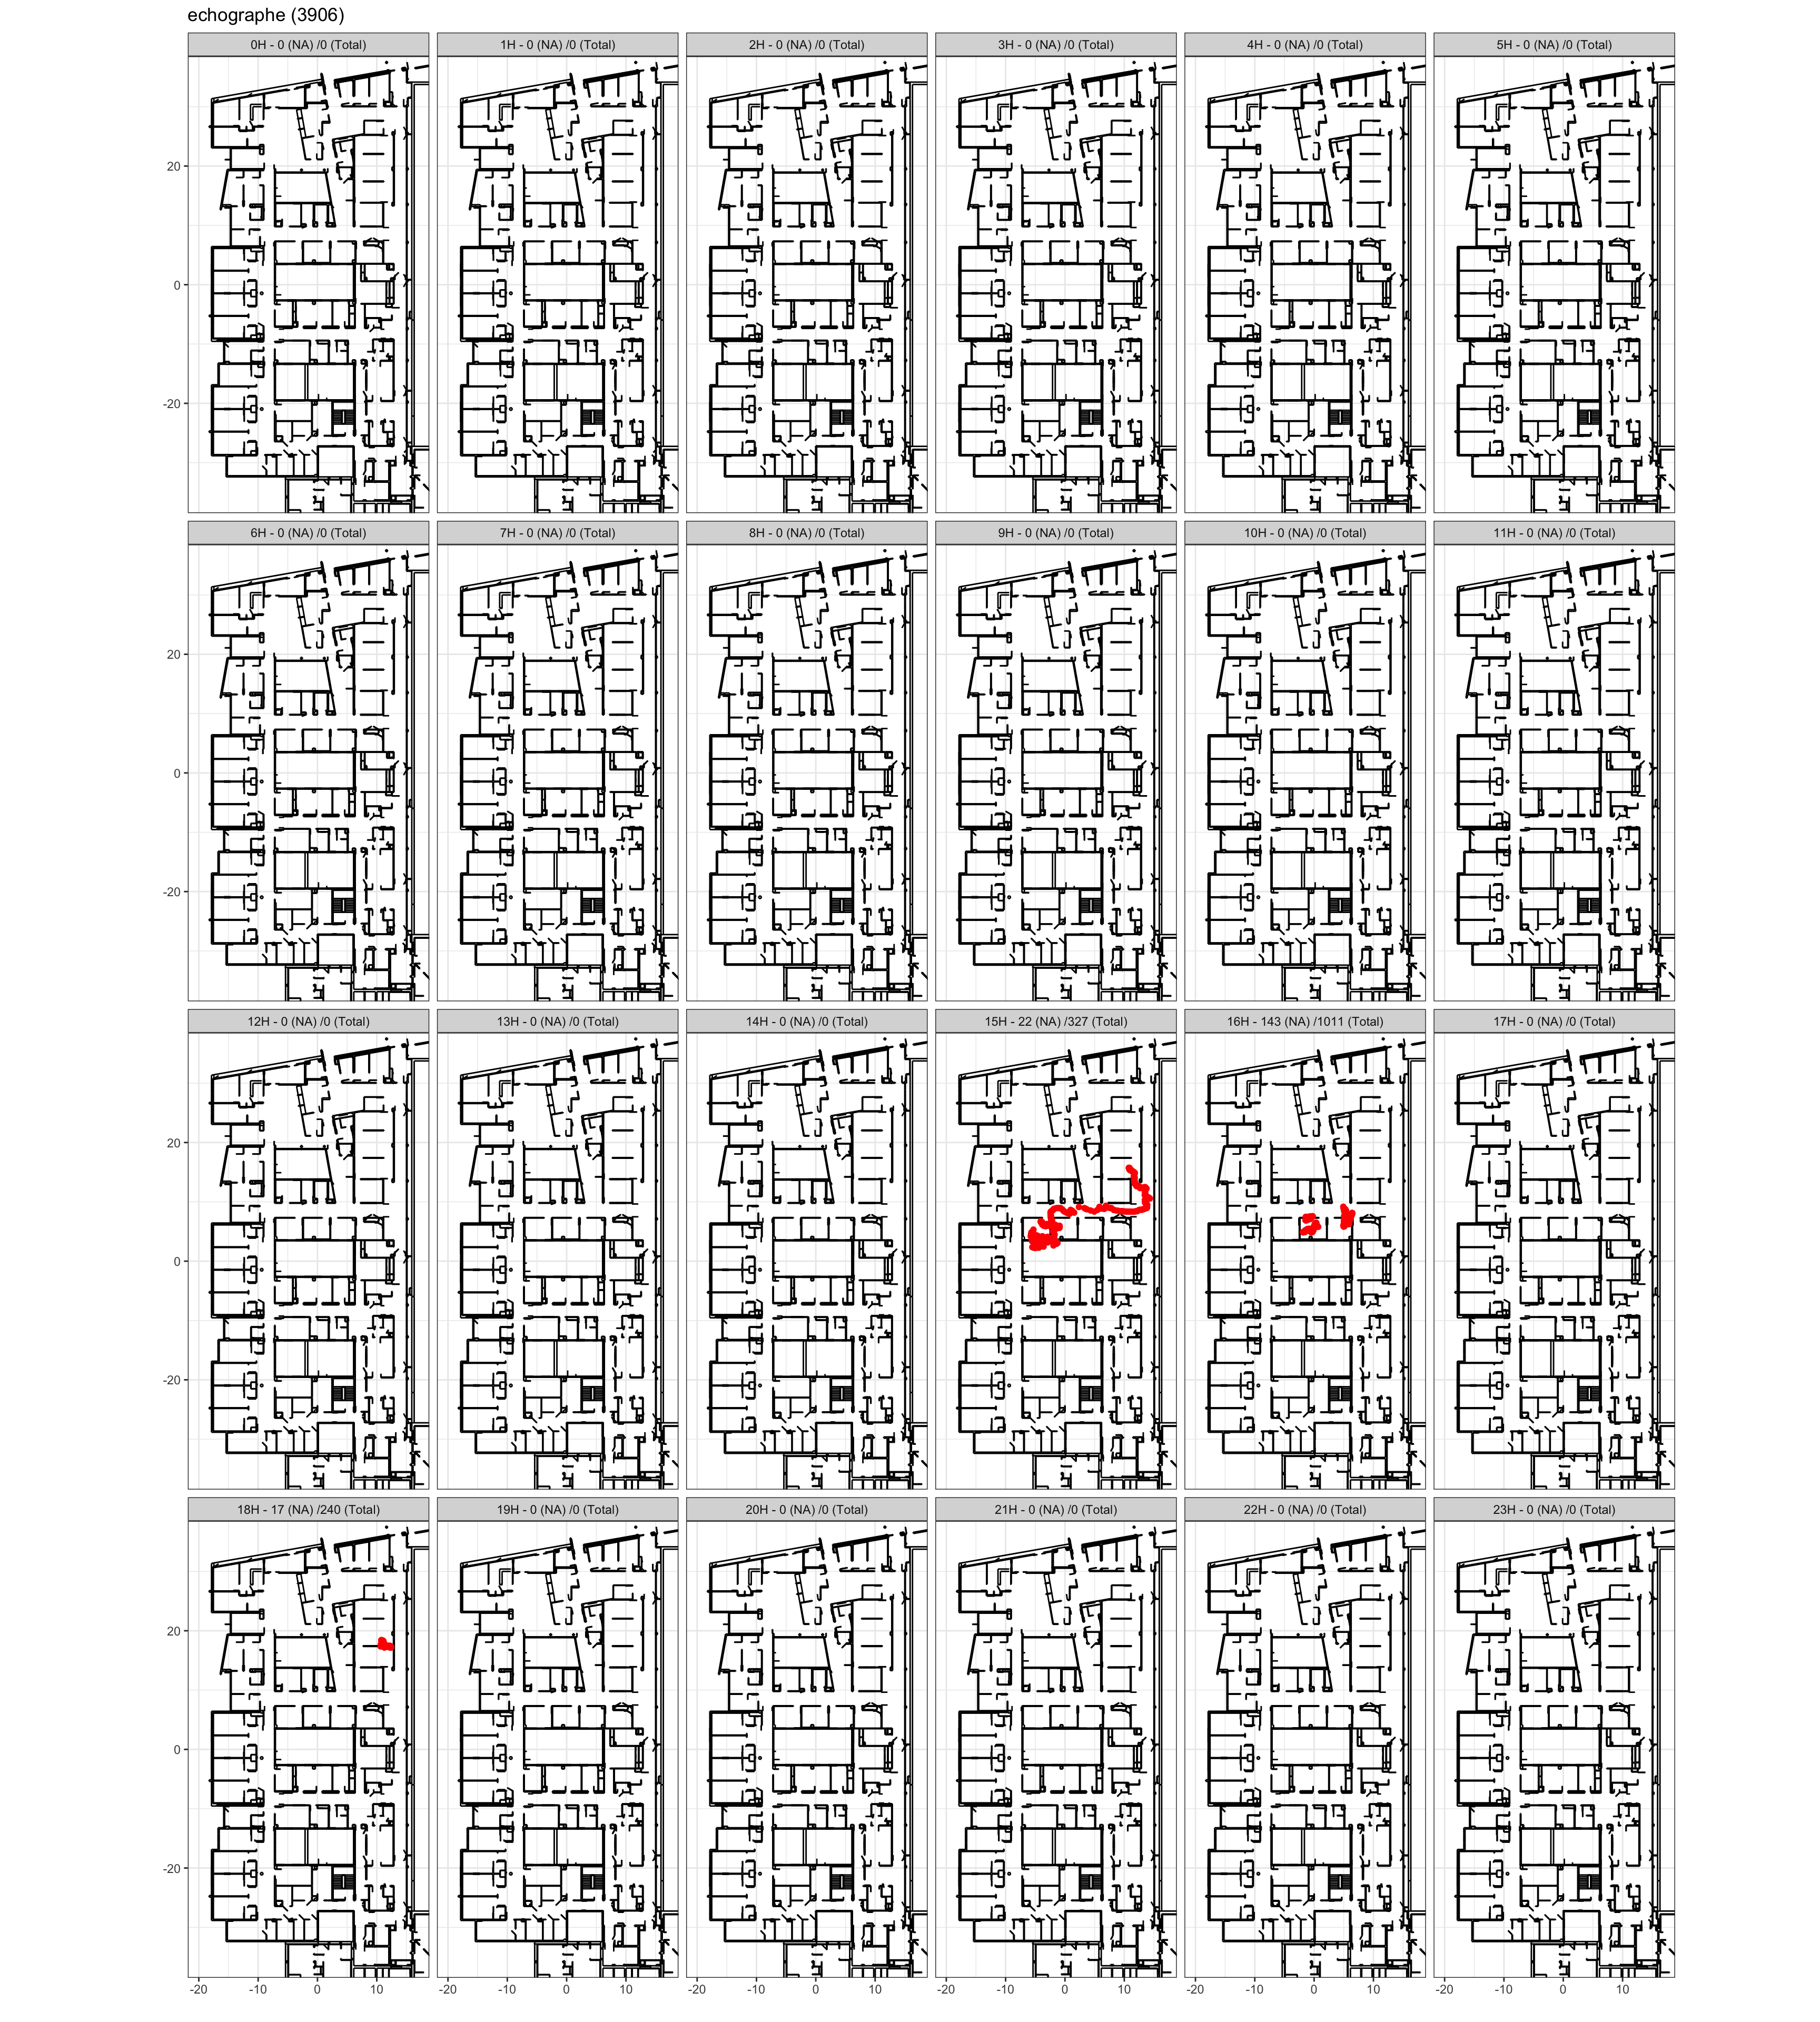 echographe (3906)
0H - 0 (NA) /0 (Total)
1H - 0 (NA) /0 (Total)
2H - 0 (NA) /0 (Total)
3H - 0 (NA) /0 (Total)
4H - 0 (NA) /0 (Total)
5H - 0 (NA) /0 (Total)
20
0
-20
6H - 0 (NA) /0 (Total)
7H - 0 (NA) /0 (Total)
8H - 0 (NA) /0 (Total)
9H - 0 (NA) /0 (Total)
10H - 0 (NA) /0 (Total)
11H - 0 (NA) /0 (Total)
20
0
-20
12H - 0 (NA) /0 (Total)
13H - 0 (NA) /0 (Total)
14H - 0 (NA) /0 (Total)
15H - 22 (NA) /327 (Total)
16H - 143 (NA) /1011 (Total)
17H - 0 (NA) /0 (Total)
20
0
-20
18H - 17 (NA) /240 (Total)
19H - 0 (NA) /0 (Total)
20H - 0 (NA) /0 (Total)
21H - 0 (NA) /0 (Total)
22H - 0 (NA) /0 (Total)
23H - 0 (NA) /0 (Total)
20
0
-20
-20 -10 0 10
-20 -10 0 10
-20 -10 0 10
-20 -10 0 10
-20 -10 0 10
-20 -10 0 10